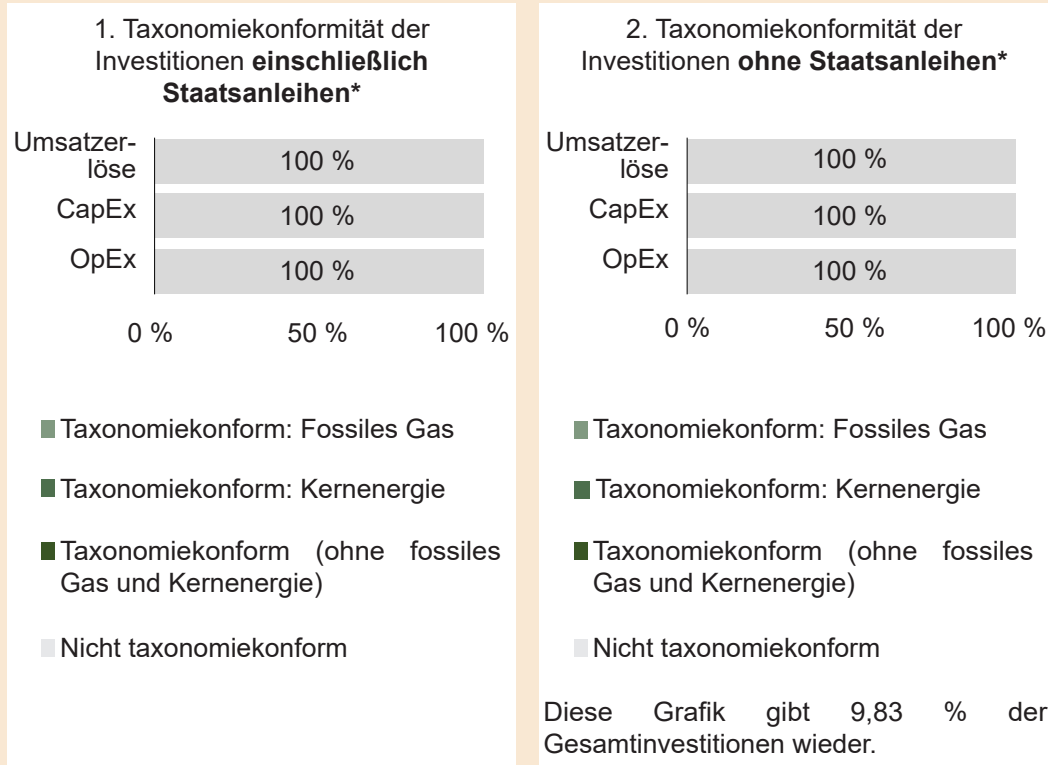 1. Taxonomiekonformität der
Investitionen einschließlich
Staatsanleihen*
Umsatzer-
löse
100 %
CapEx
100 %
OpEx
100 %
0 %
50 %
100 %
Taxonomiekonform: Fossiles Gas
Taxonomiekonform: Kernenergie
Taxonomiekonform (ohne fossiles
Gas und Kernenergie)
Nicht taxonomiekonform
2. Taxonomiekonformität der
Investitionen ohne Staatsanleihen*
Umsatzer-
löse
100 %
CapEx
100 %
OpEx
100 %
0 %
50 %
100 %
Taxonomiekonform: Fossiles Gas
Taxonomiekonform: Kernenergie
Taxonomiekonform (ohne fossiles
Gas und Kernenergie)
Nicht taxonomiekonform
Diese Grafik gibt 9,83 % der
Gesamtinvestitionen wieder.